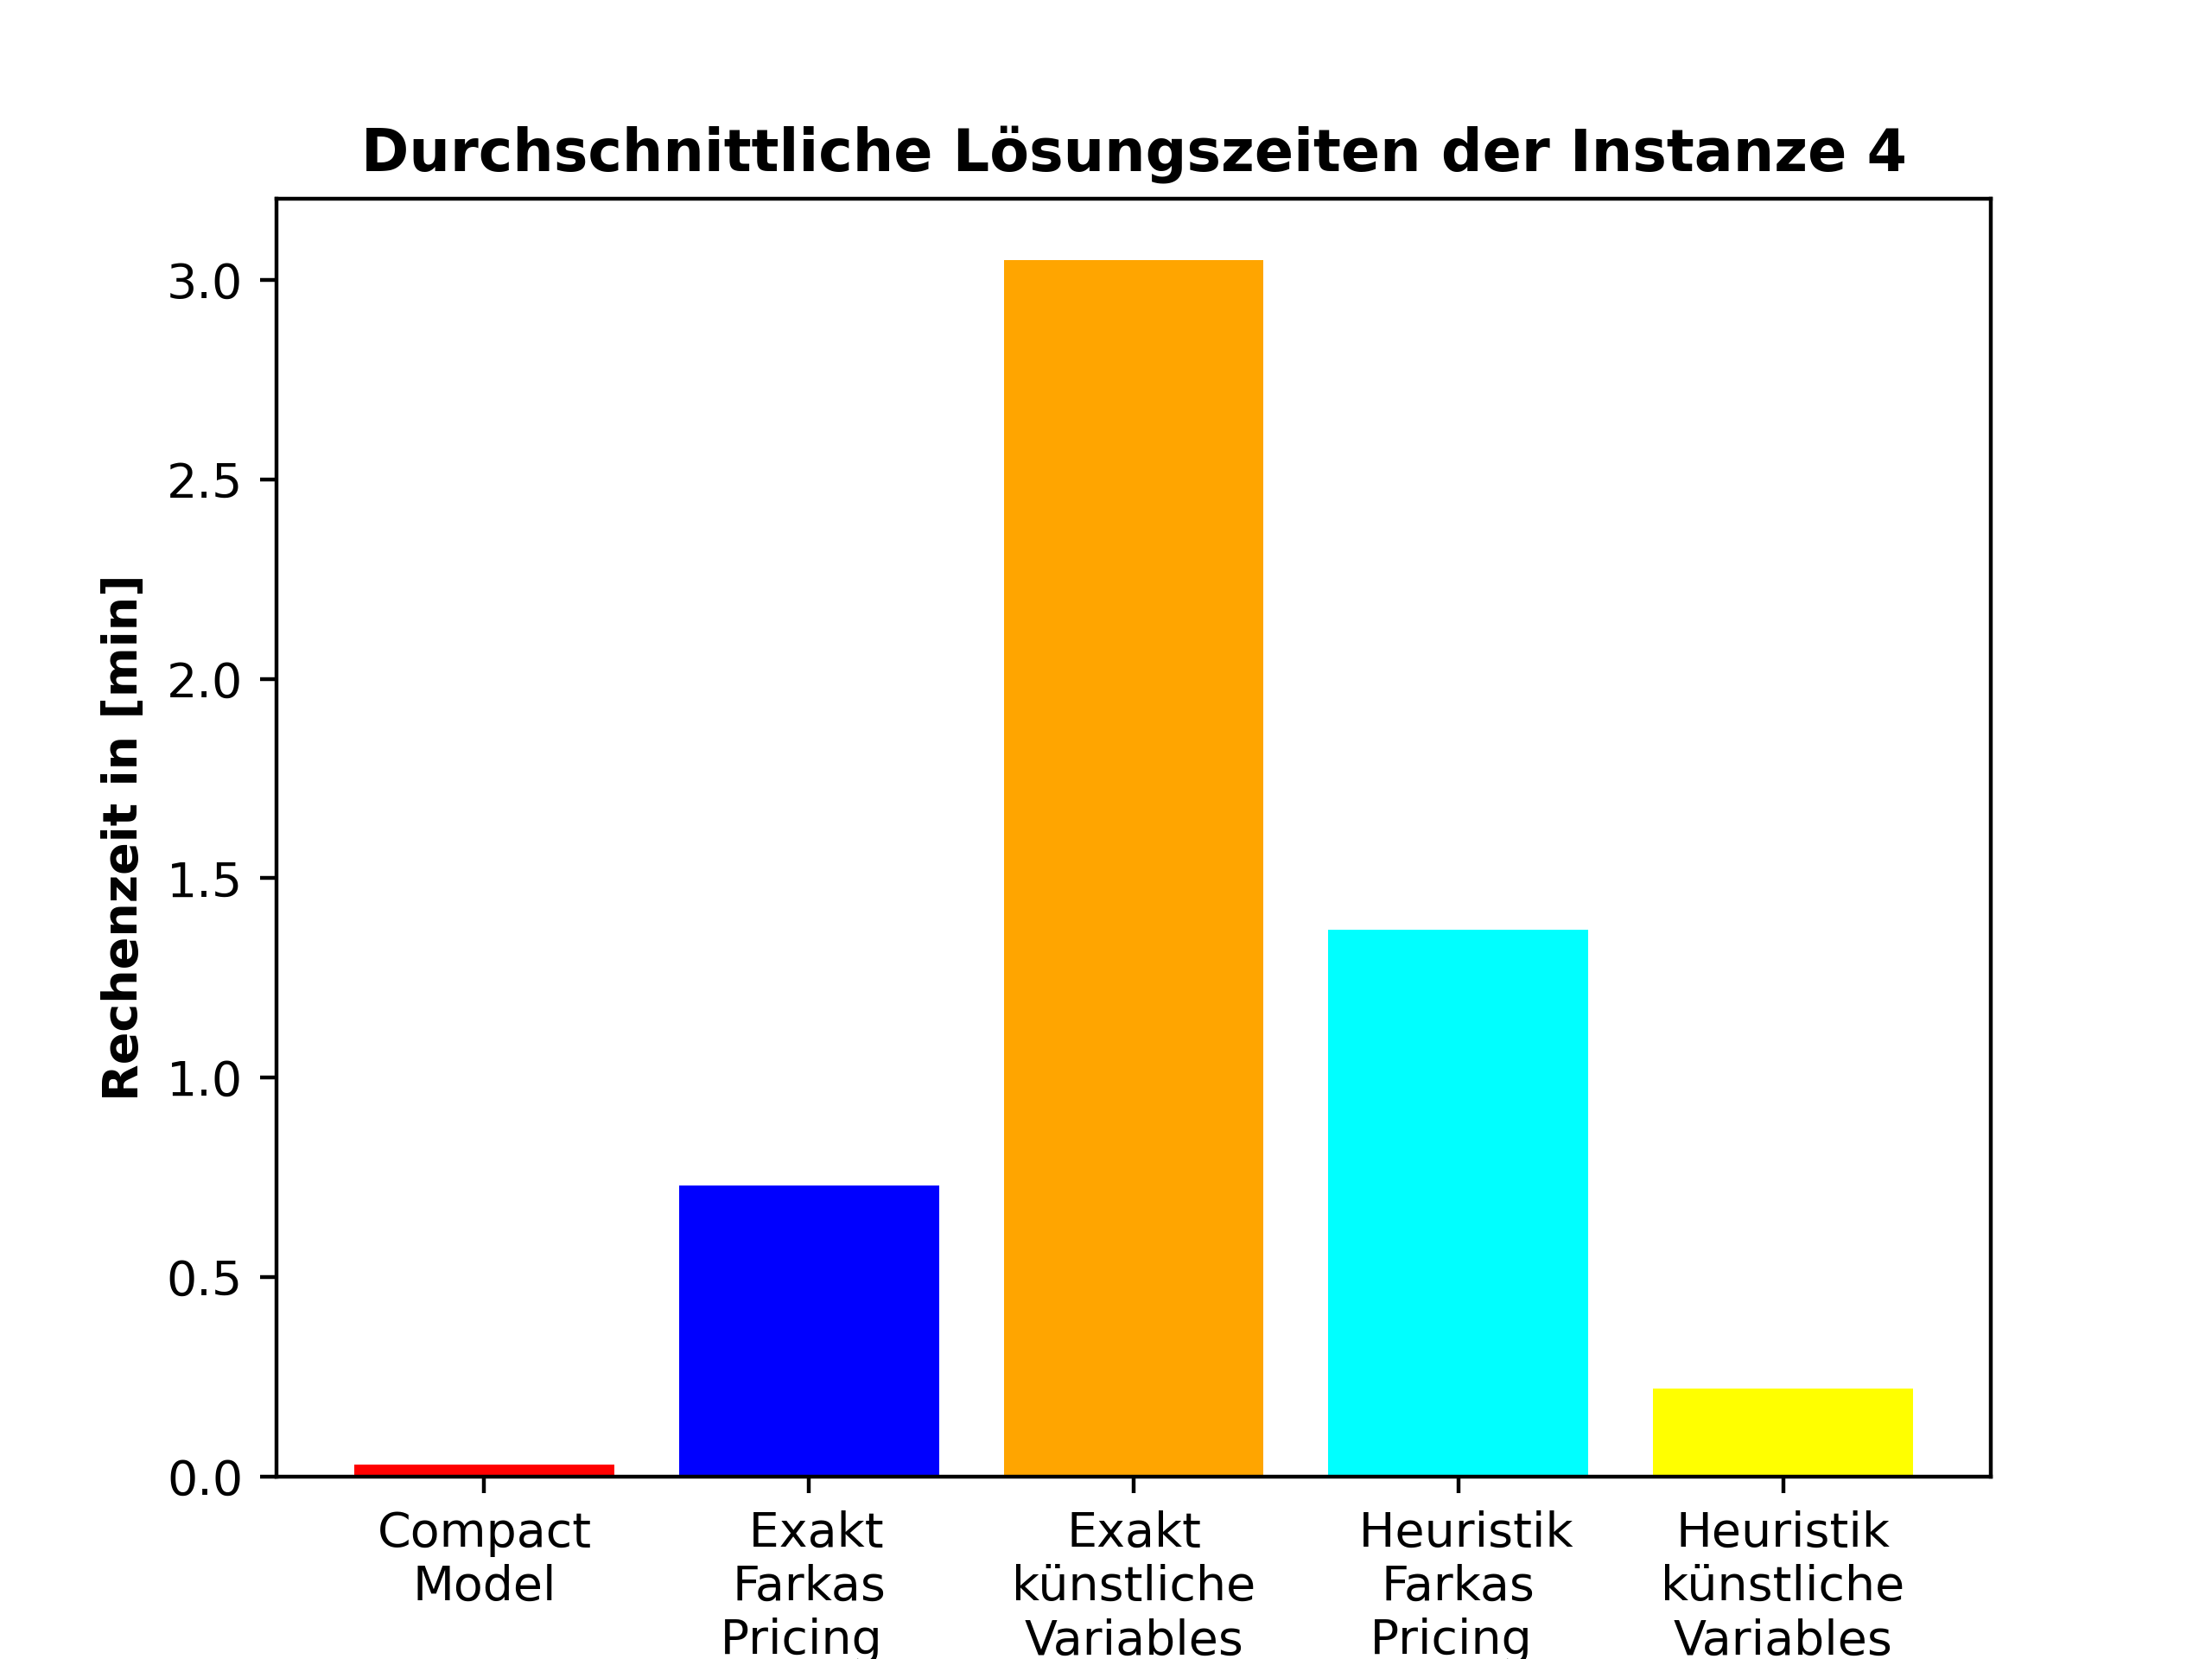 Durchschnittliche Lösungszeiten der Instanze 4
Rechenzeit in [min]
3.0
2.5
2.0
1.5
1.0
0.5
0.0
Compact
Model
Exakt
Farkas
Pricing
Exakt
künstliche
Variables
Heuristik
Farkas
Pricing
Heuristik
künstliche
Variables